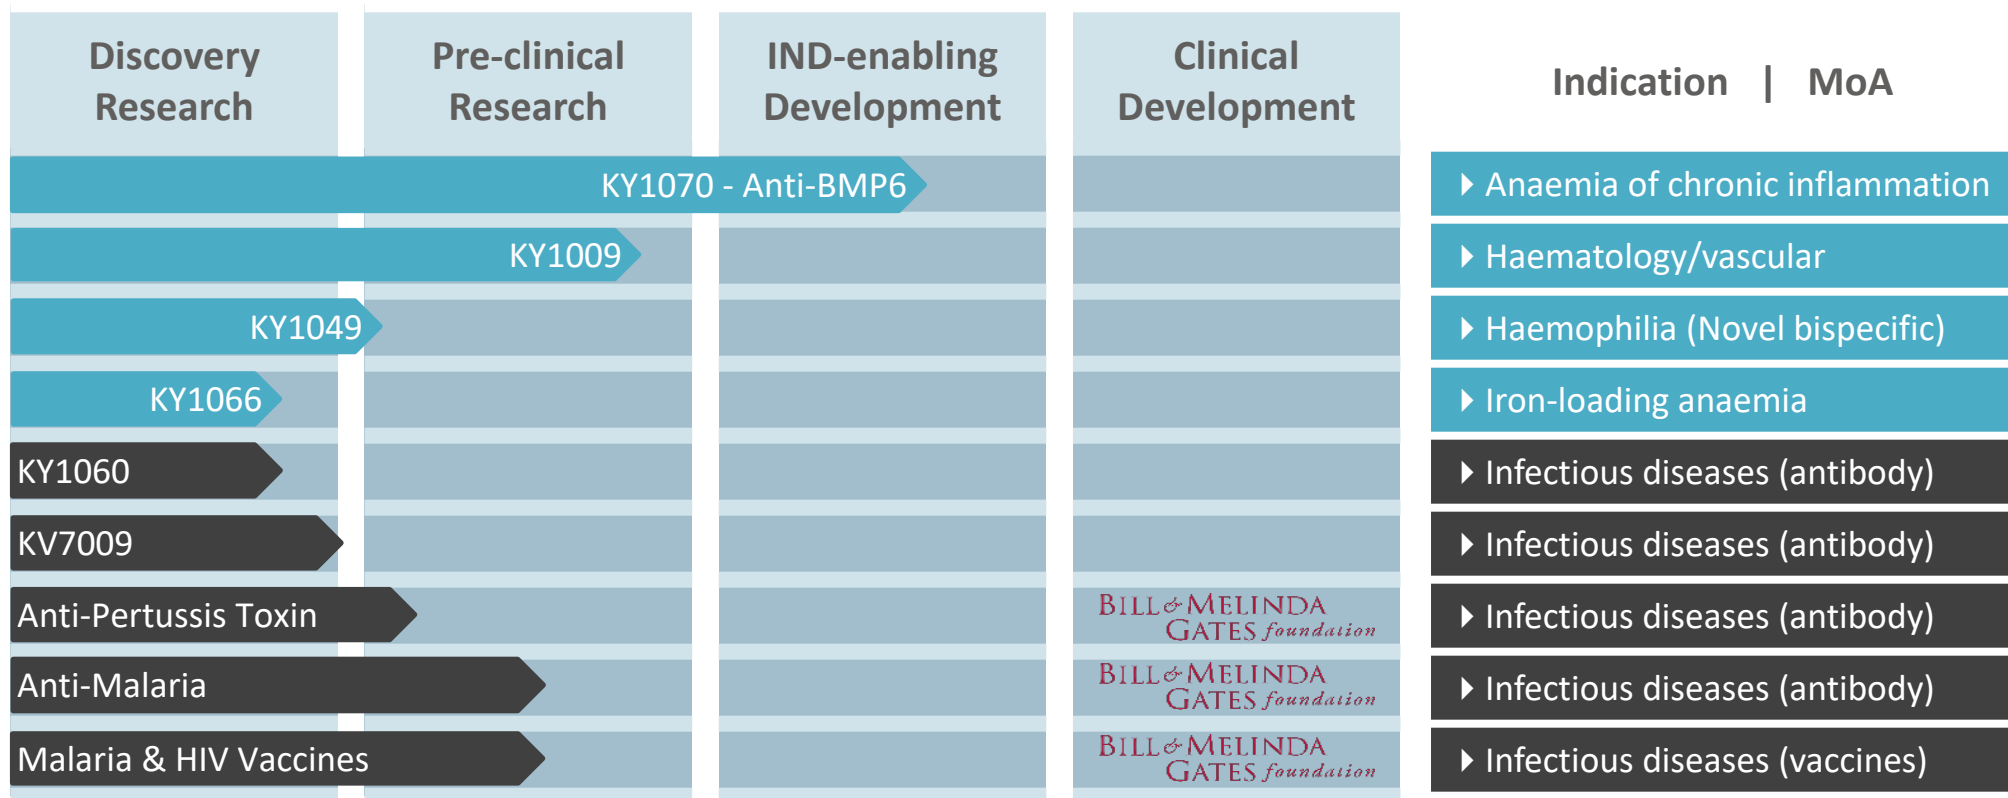 Discovery
Research
Pre-clinical
Research
IND-enabling
Development
Clinical
Development
Indication | MoA
KY1070 - Anti-BMP6
Anaemia of chronic inflammation
KY1009
Haematology/vascular
KY1049
Haemophilia (Novel bispecific)
KY1066
Iron-loading anaemia
KY1060
Infectious diseases (antibody)
KV7009
Infectious diseases (antibody)
Anti-Pertussis Toxin
BILL & MELINDA
GATES foundation
Infectious diseases (antibody)
Anti-Malaria
BILL & MELINDA
GATES foundation
Infectious diseases (antibody)
Malaria & HIV Vaccines
BILL & MELINDA
GATES foundation
Infectious diseases (vaccines)